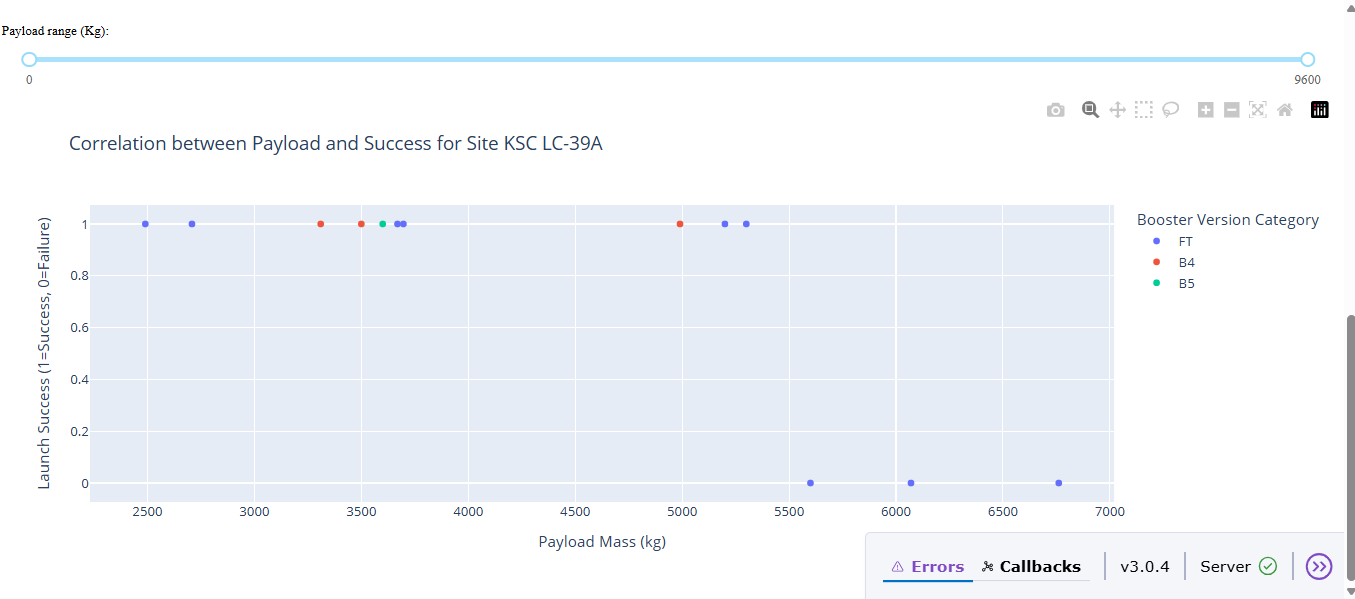 Payload range (Kg):
0
9600
Correlation between Payload and Success for Site KSC LC-39A
Launch Success (1=Success, 0=Failure)
1
0.8
0.6
0.4
0.2
0
2500 3000 3500 4000 4500 5000 5500 6000 6500 7000
Payload Mass (kg)
Booster Version Category
FT
B4
B5
Errors Callbacks v3.0.4 Server